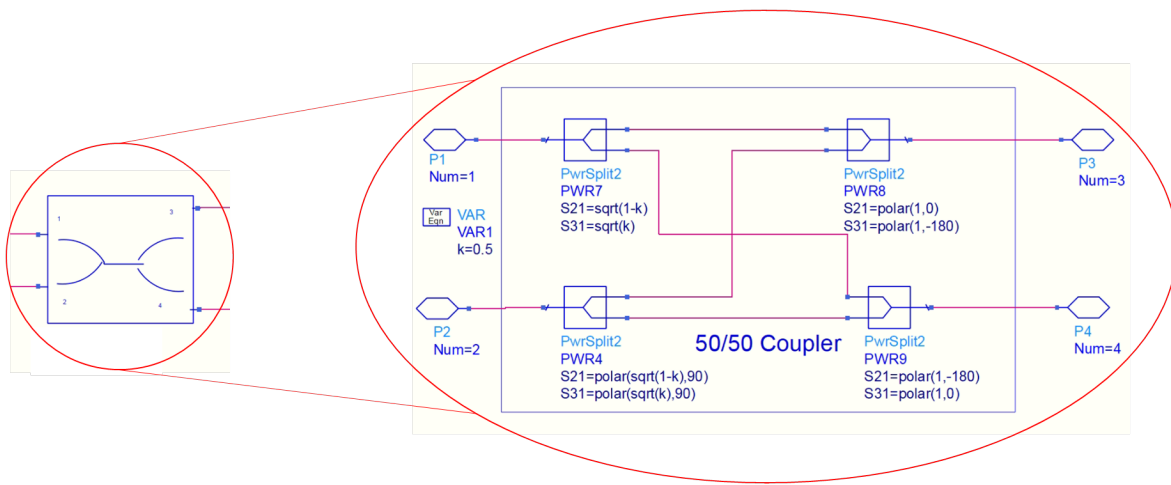 1
2
3
4
P1
Num=1
Var
Eqn
VAR
VAR1
k=0.5
P2
Num=2
PwrSplit2
PWR7
S21=sqrt(1-k)
S31=sqrt(k)
PwrSplit2
PWR4
S21=polar(sqrt(1-k),90)
S31=polar(sqrt(k),90)
50/50 Coupler
PwrSplit2
PWR8
S21=polar(1,0)
S31=polar(1,-180)
PwrSplit2
PWR9
S21=polar(1,-180)
S31=polar(1,0)
P3
Num=3
P4
Num=4